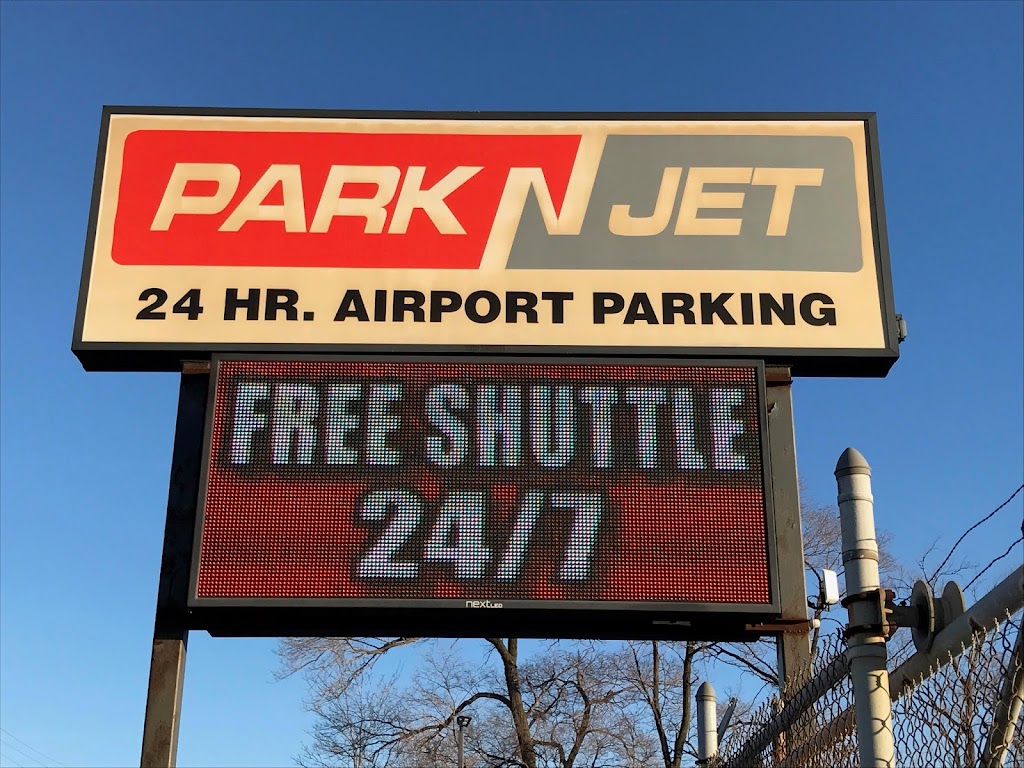 PARK N JET
24 HR. AIRPORT PARKING
FREE SHUTTLE
24/7
nextLED